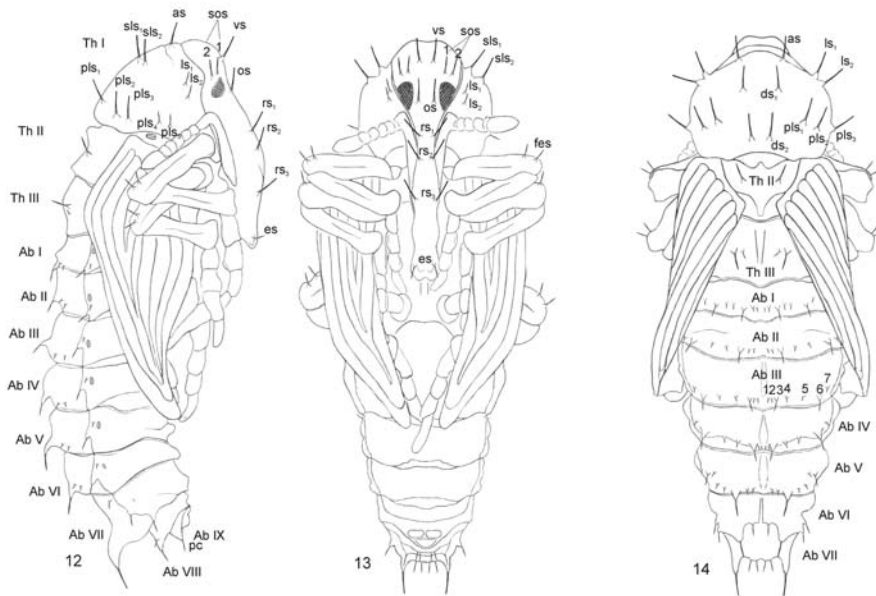 as
sos
vs
2 1
sls₁
sls₂
Th I
pls₁
pls₂
pls₃
ls₁
ls₂
os
rs₁
pls₄
pls₅
rs₂
Th II
rs₃
Th III
es
Ab I
Ab II
Ab III
Ab IV
Ab V
Ab VI
Ab VII
Ab IX
pc
Ab VIII
12
vs
sos
1 2
sls₁
sls₂
ls₁
ls₂
os
rs₁
rs₂
fes
rs₃
es
13
as
ls₁
ls₂
ds₁
pls₁
pls₂
pls₃
ds₂
Th II
Th III
Ab I
Ab II
Ab III
7
1234 5 6
Ab IV
Ab V
Ab VI
Ab VII
14